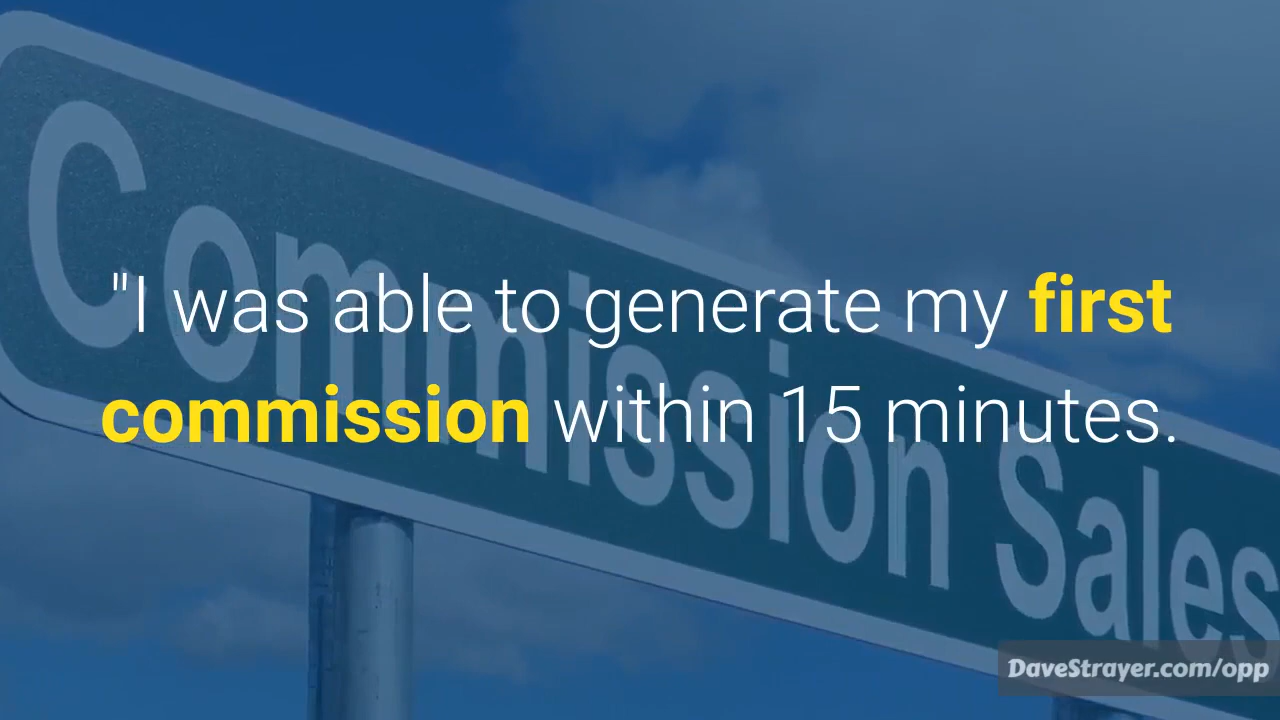 Commission Sales
"I was able to generate my first
commission within 15 minutes.
DaveStrayer.com/opp